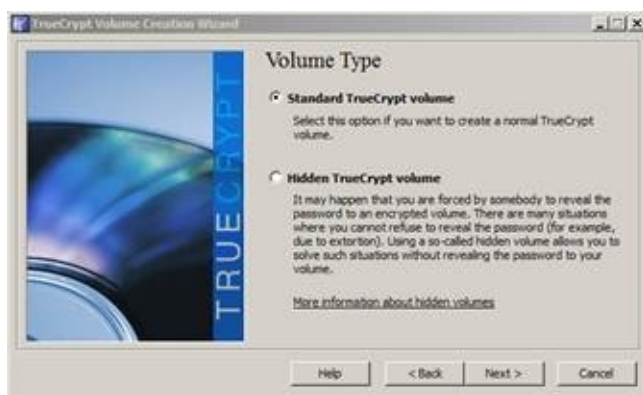 TrueCrypt Volume Creation Wizard
TRUECRYPT
Volume Type
Standard TrueCrypt volume
Select this option if you want to create a normal TrueCrypt
volume.
Hidden TrueCrypt volume
It may happen that you are forced by somebody to reveal the
password to an encrypted volume. There are many situations
where you cannot refuse to reveal the password (for example,
due to extortion). Using a so-called hidden volume allows you to
solve such situations without revealing the password to your
volume.
More information about hidden volumes
Help
< Back
Next >
Cancel